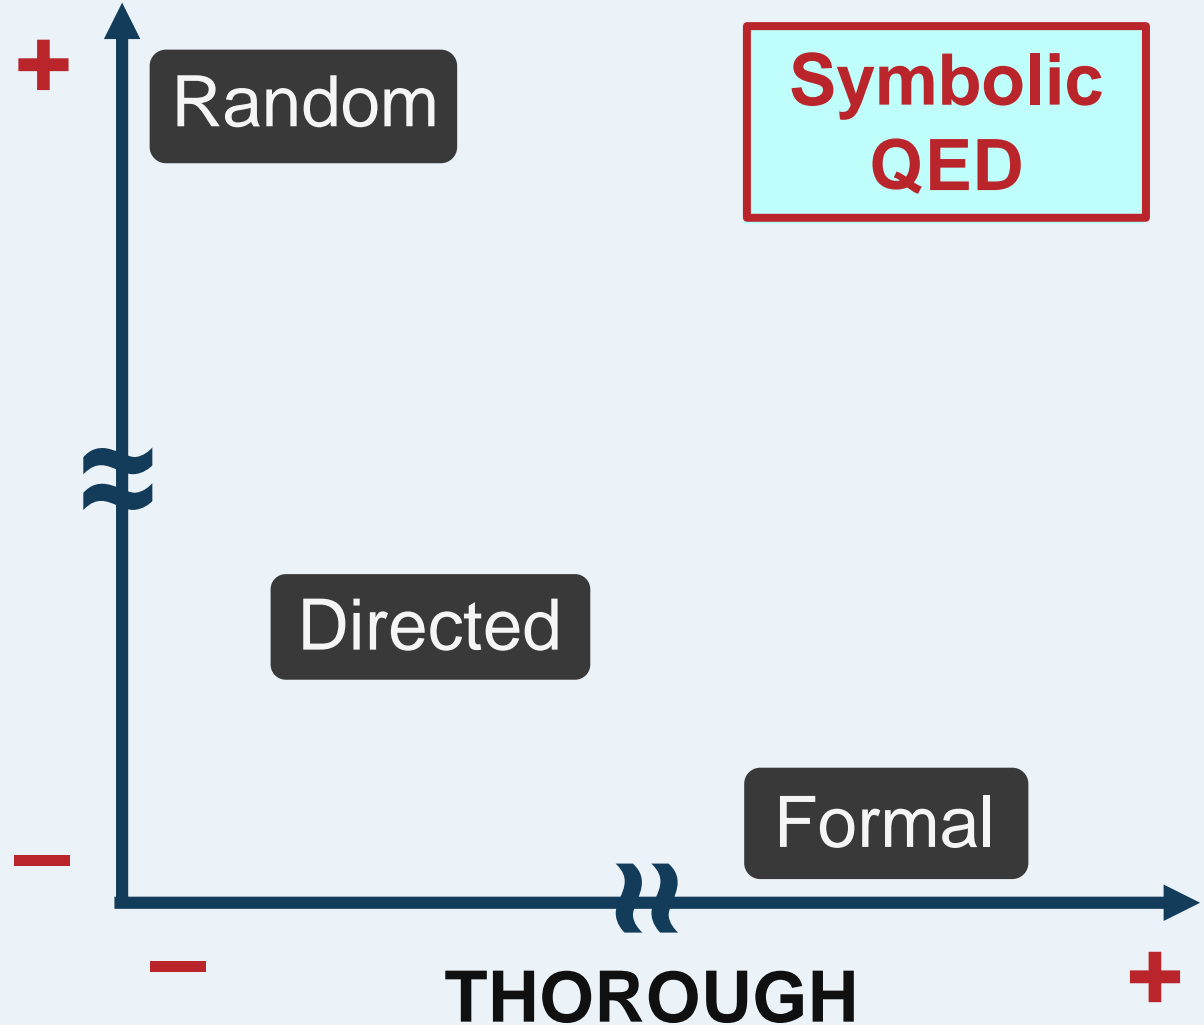 +
Random
Symbolic
QED
Directed
Formal
–
–
THOROUGH
+